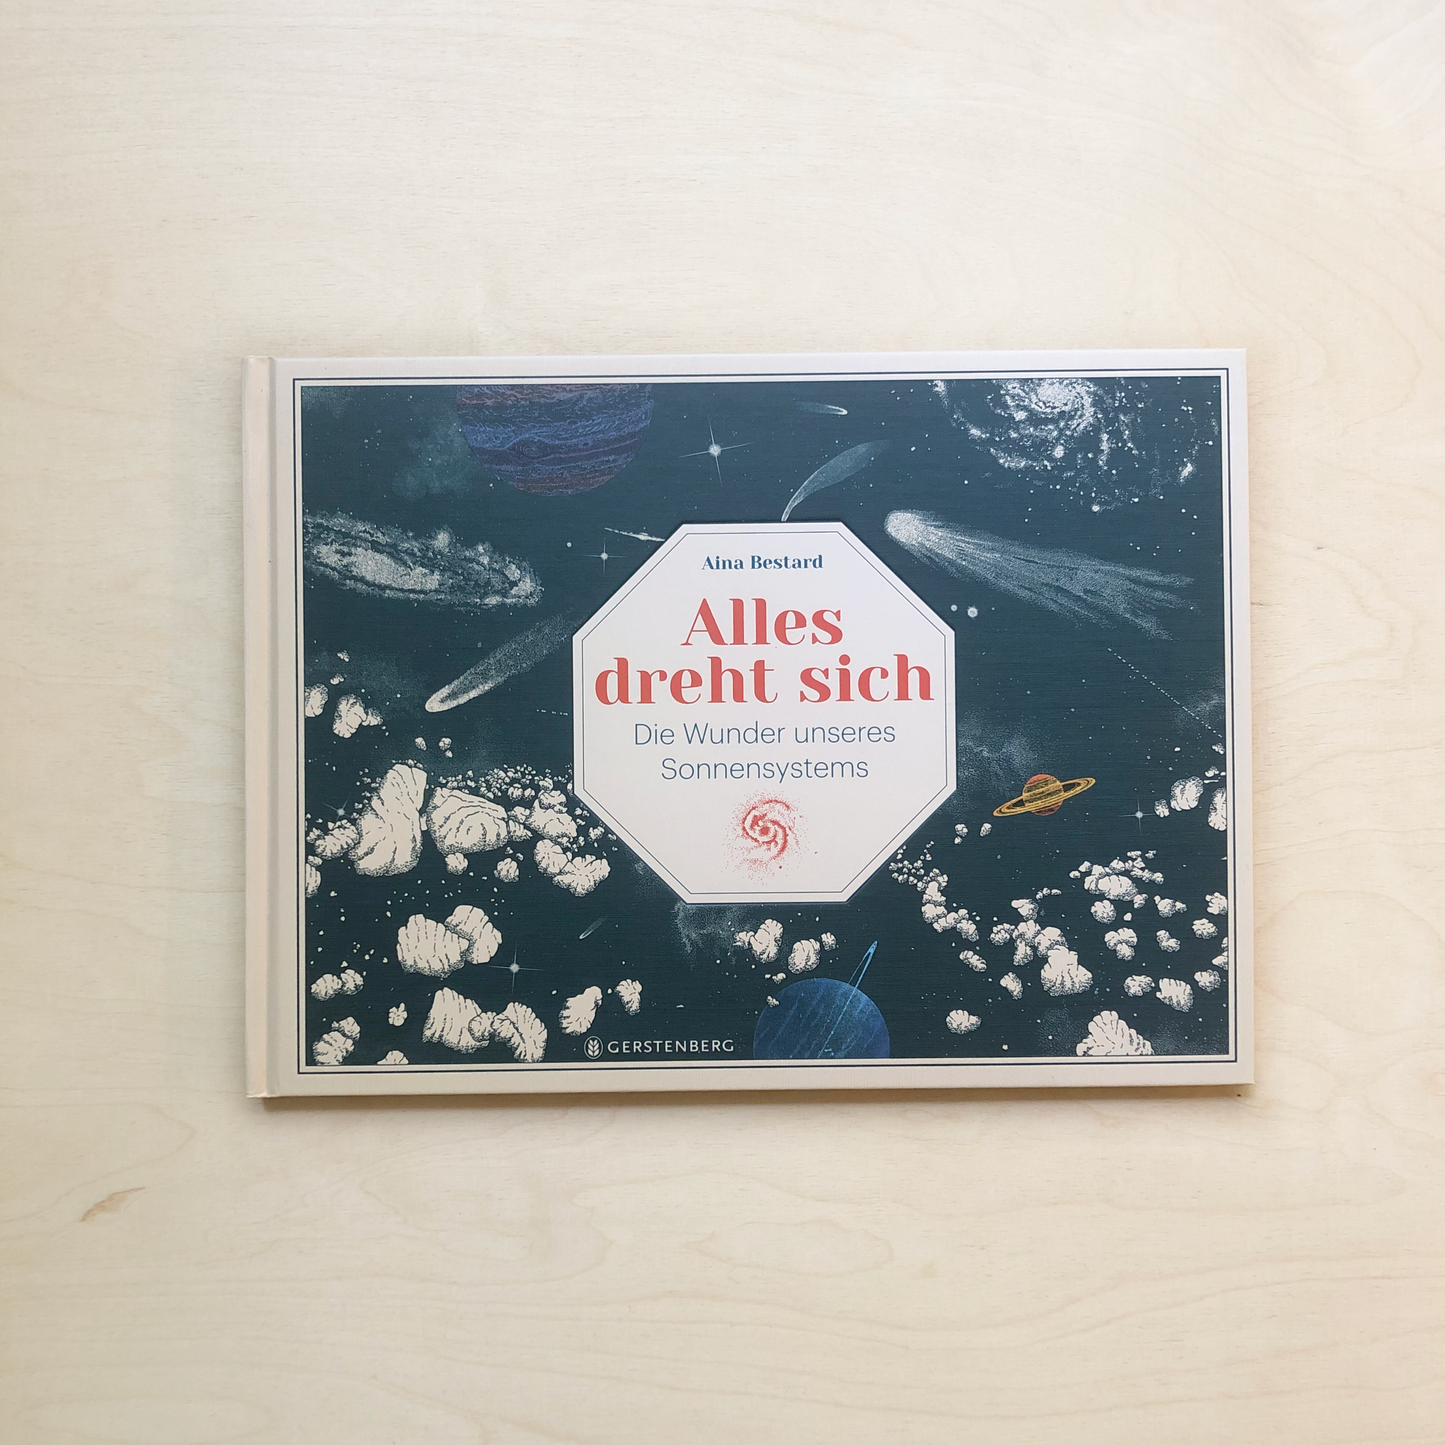 Aina Bestard
Alles
dreht sich
Die Wunder unseres
Sonnensystems
GERSTENBERG